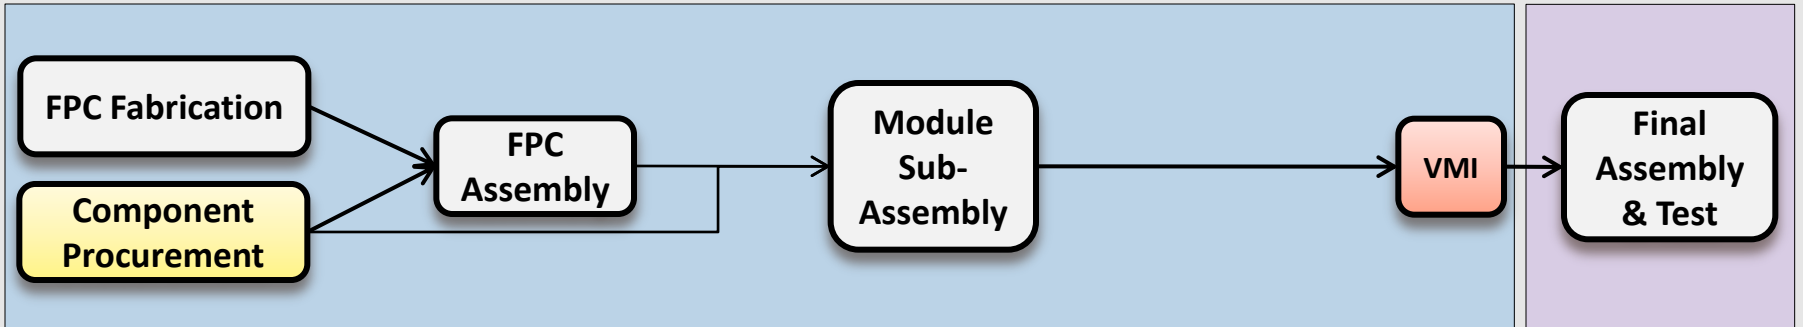 FPC Fabrication
Component
Procurement
FPC
Assembly
Module
Sub-
Assembly
VMI
Final
Assembly
& Test